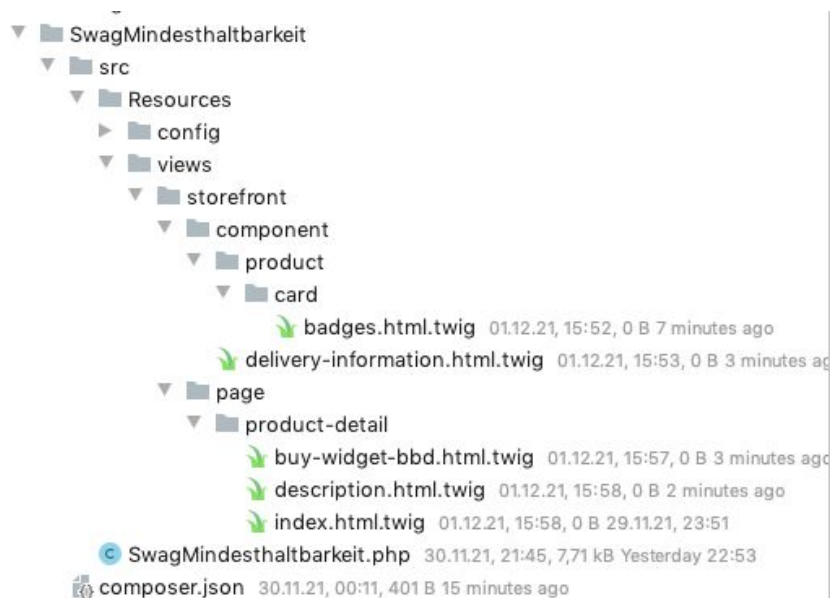 SwagMindesthaltbarkeit
src
Resources
config
views
storefront
component
product
card
badges.html.twig 01.12.21, 15:52, 0 B 7 minutes ago
delivery-information.html.twig 01.12.21, 15:53, 0 B 3 minutes ag
page
product-detail
buy-widget-bbd.html.twig 01.12.21, 15:57, 0 B 3 minutes ago
description.html.twig 01.12.21, 15:58, 0 B 2 minutes ago
index.html.twig 01.12.21, 15:58, 0 B 29.11.21, 23:51
C SwagMindesthaltbarkeit.php 30.11.21, 21:45, 7,71 kB Yesterday 22:53
composer.json 30.11.21, 00:11, 401 B 15 minutes ago